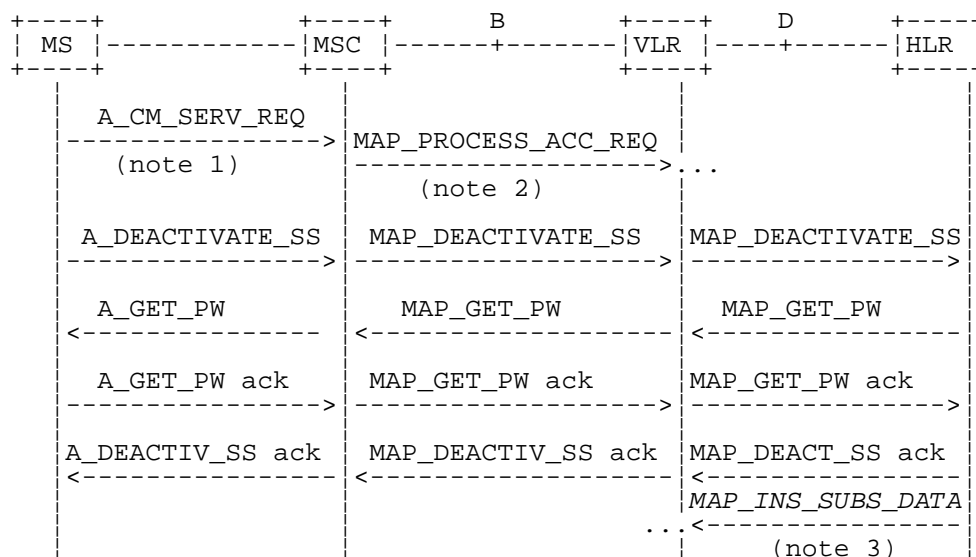 B D
MS MSC VLR HLR
A_CM_SERV_REQ
MAP_PROCESS_ACC_REQ
(note 1) ...
(note 2)
A_DEACTIVATE_SS MAP_DEACTIVATE_SS MAP_DEACTIVATE_SS
A_GET_PW MAP_GET_PW MAP_GET_PW
A_GET_PW ack MAP_GET_PW ack MAP_GET_PW ack
A_DEACTIV_SS ack MAP_DEACTIV_SS ack MAP_DEACT_SS ack
MAP_INS_SUBS_DATA
...
(note 3)